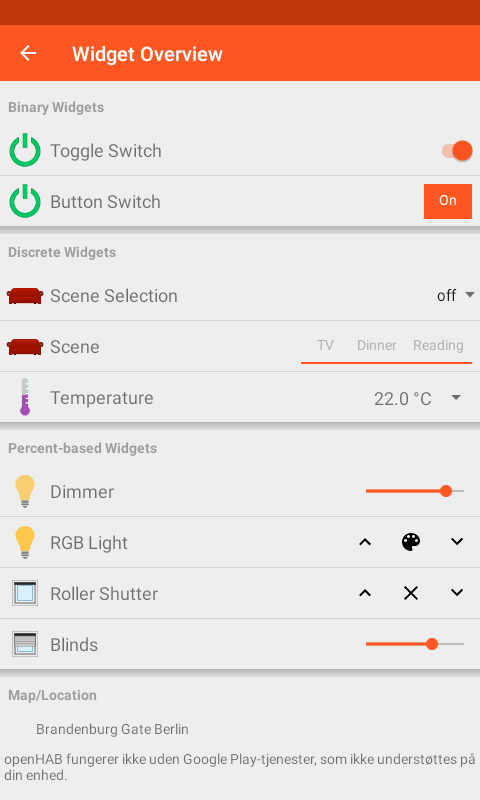 Widget Overview
Binary Widgets
Toggle Switch
Button Switch
On
Discrete Widgets
Scene Selection
off
Scene
TV
Dinner
Reading
Temperature
22.0 °C
Percent-based Widgets
Dimmer
RGB Light
Roller Shutter
Blinds
Map/Location
Brandenburg Gate Berlin
openHAB fungerer ikke uden Google Play-tjenester, som ikke understøttes på
din enhed.